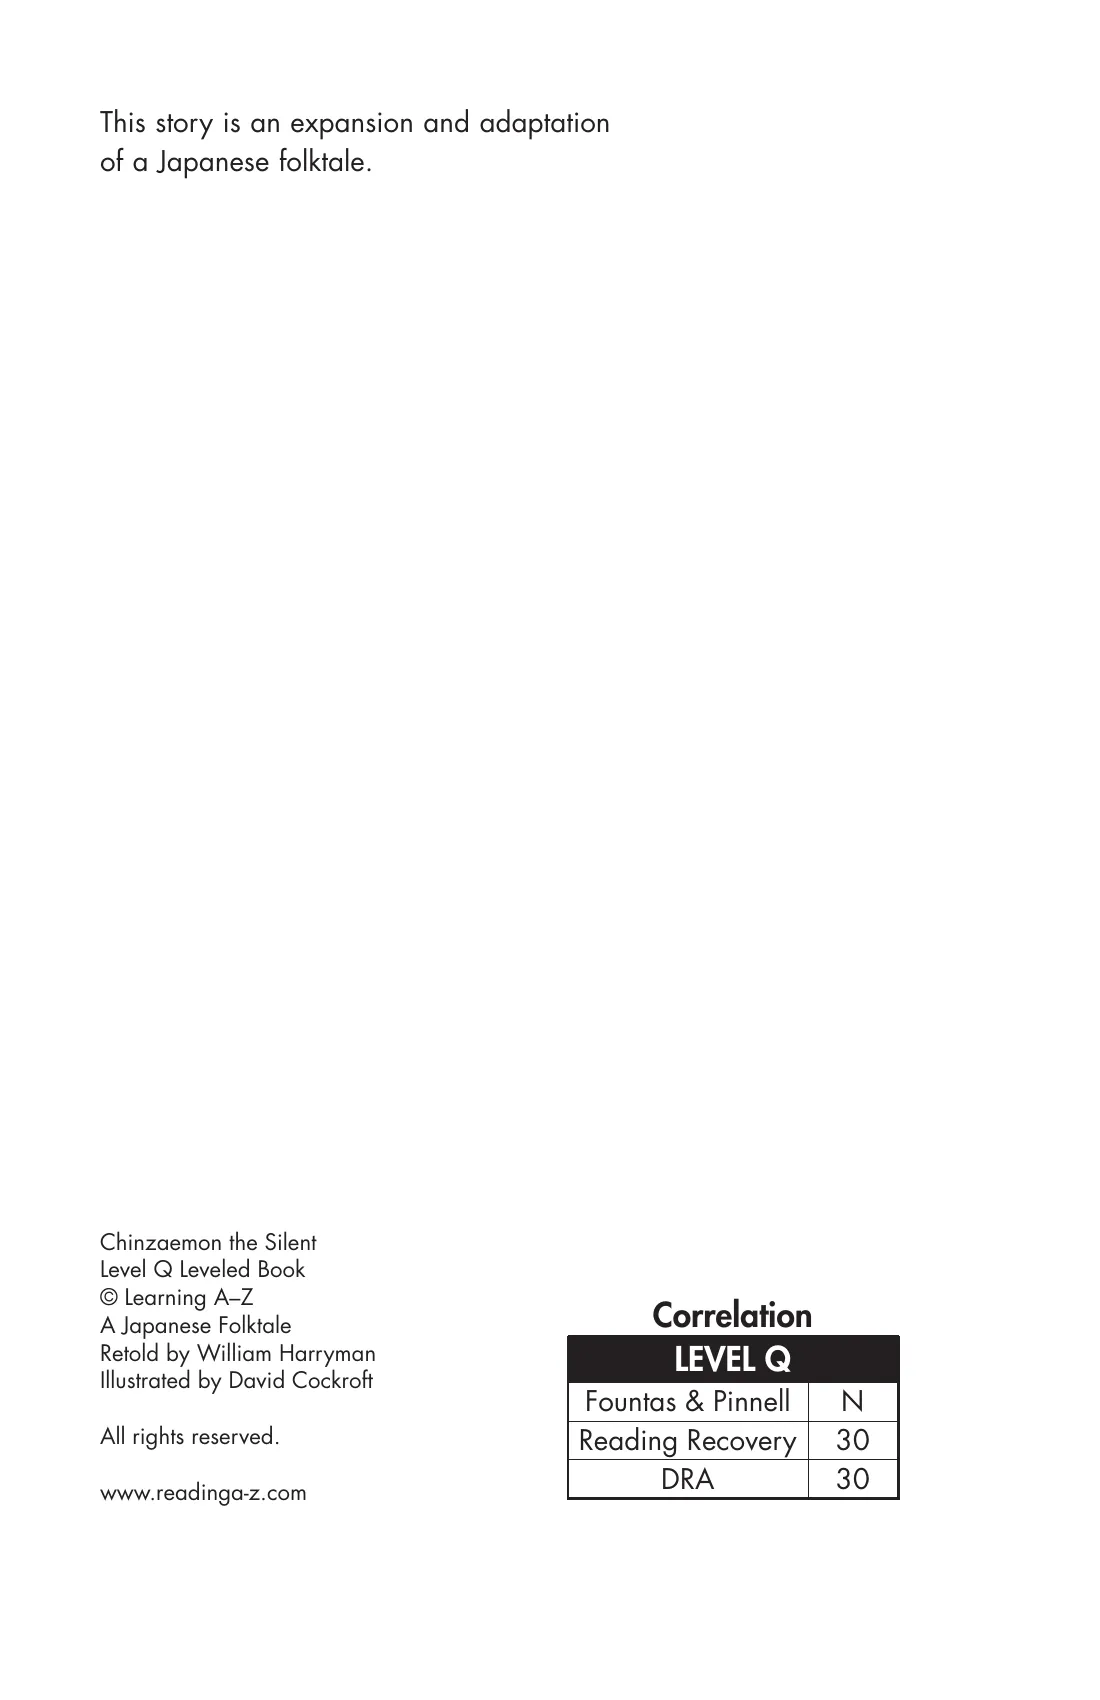 This story is an expansion and adaptation
of a Japanese folktale.
Chinzaemon the Silent
Level Q Leveled Book
© Learning A–Z
A Japanese Folktale
Retold by William Harryman
Illustrated by David Cockroft
All rights reserved.
www.readinga-z.com
Correlation
LEVEL Q
Fountas & Pinnell N
Reading Recovery 30
DRA 30